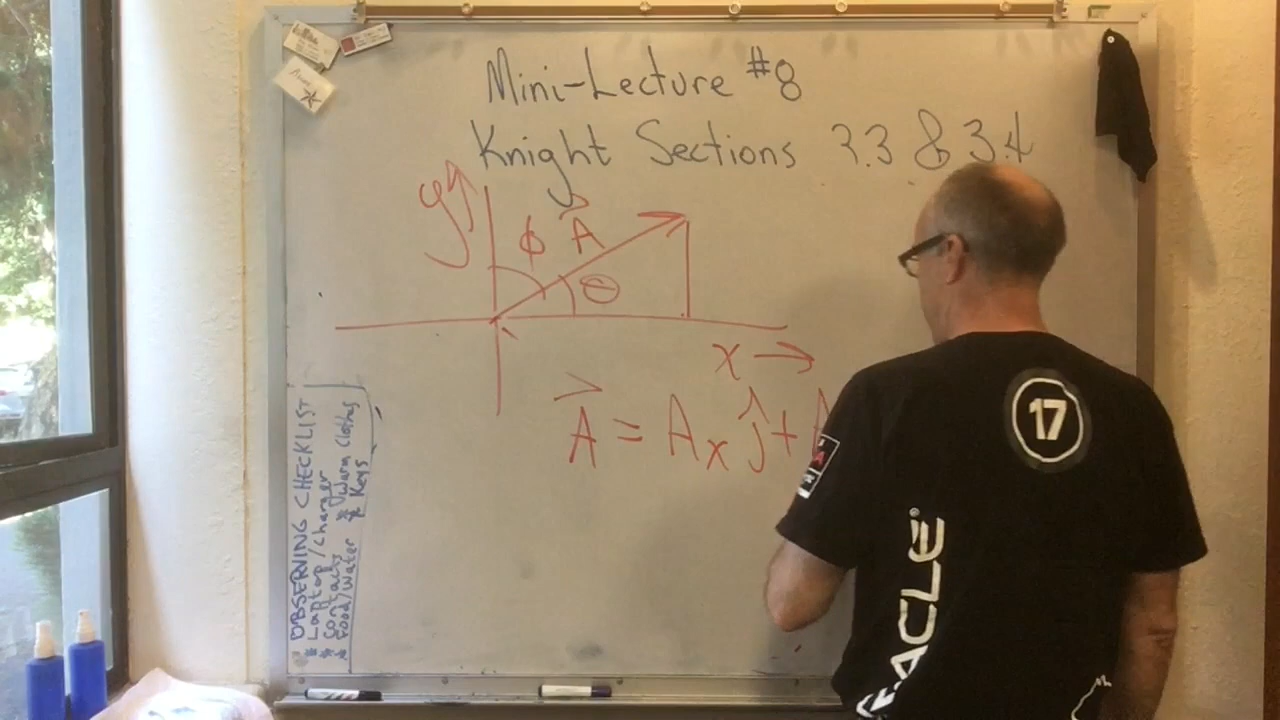 Mini-Lecture #8
Knight Sections 3.3 & 3.4
y
ϕ
A⃗
θ
x →
A⃗ = Aₓ ĵ + A
OBSERVING CHECKLIST
* Laptop/charger
* Contacts * Warm Clothes
* Food/Water * Keys
17
ORACLE